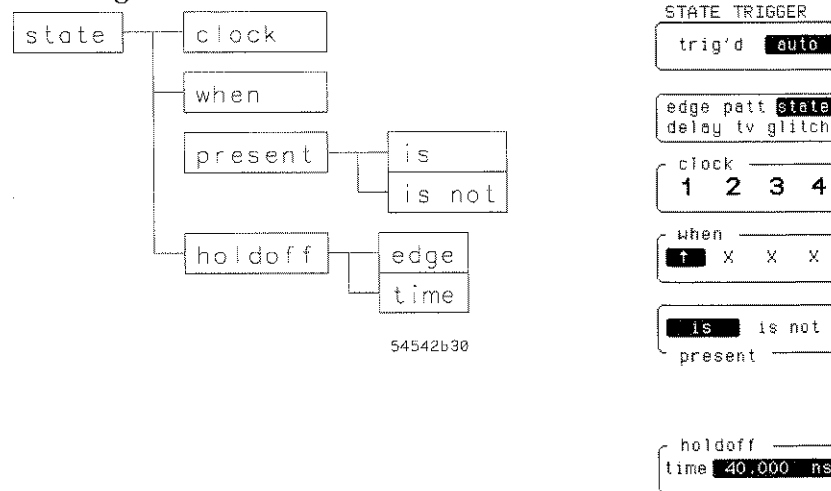 state
clock
when
present
is
is not
holdoff
edge
time
54542b30
STATE TRIGGER
trig'd auto
edge patt state
delay tv glitch
clock
1 2 3 4
when
↑ X X X
is is not
present
holdoff
time 40.000 ns